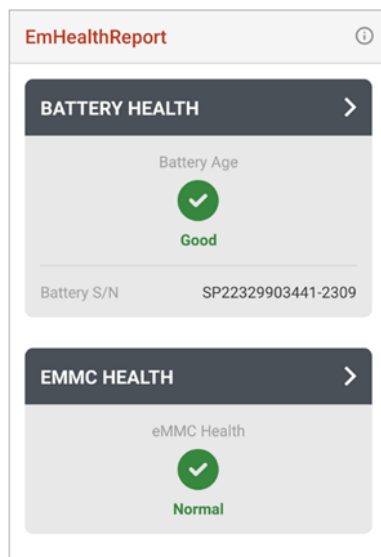 EmHealthReport
BATTERY HEALTH
Battery Age
Good
Battery S/N SP22329903441-2309
EMMC HEALTH
eMMC Health
Normal